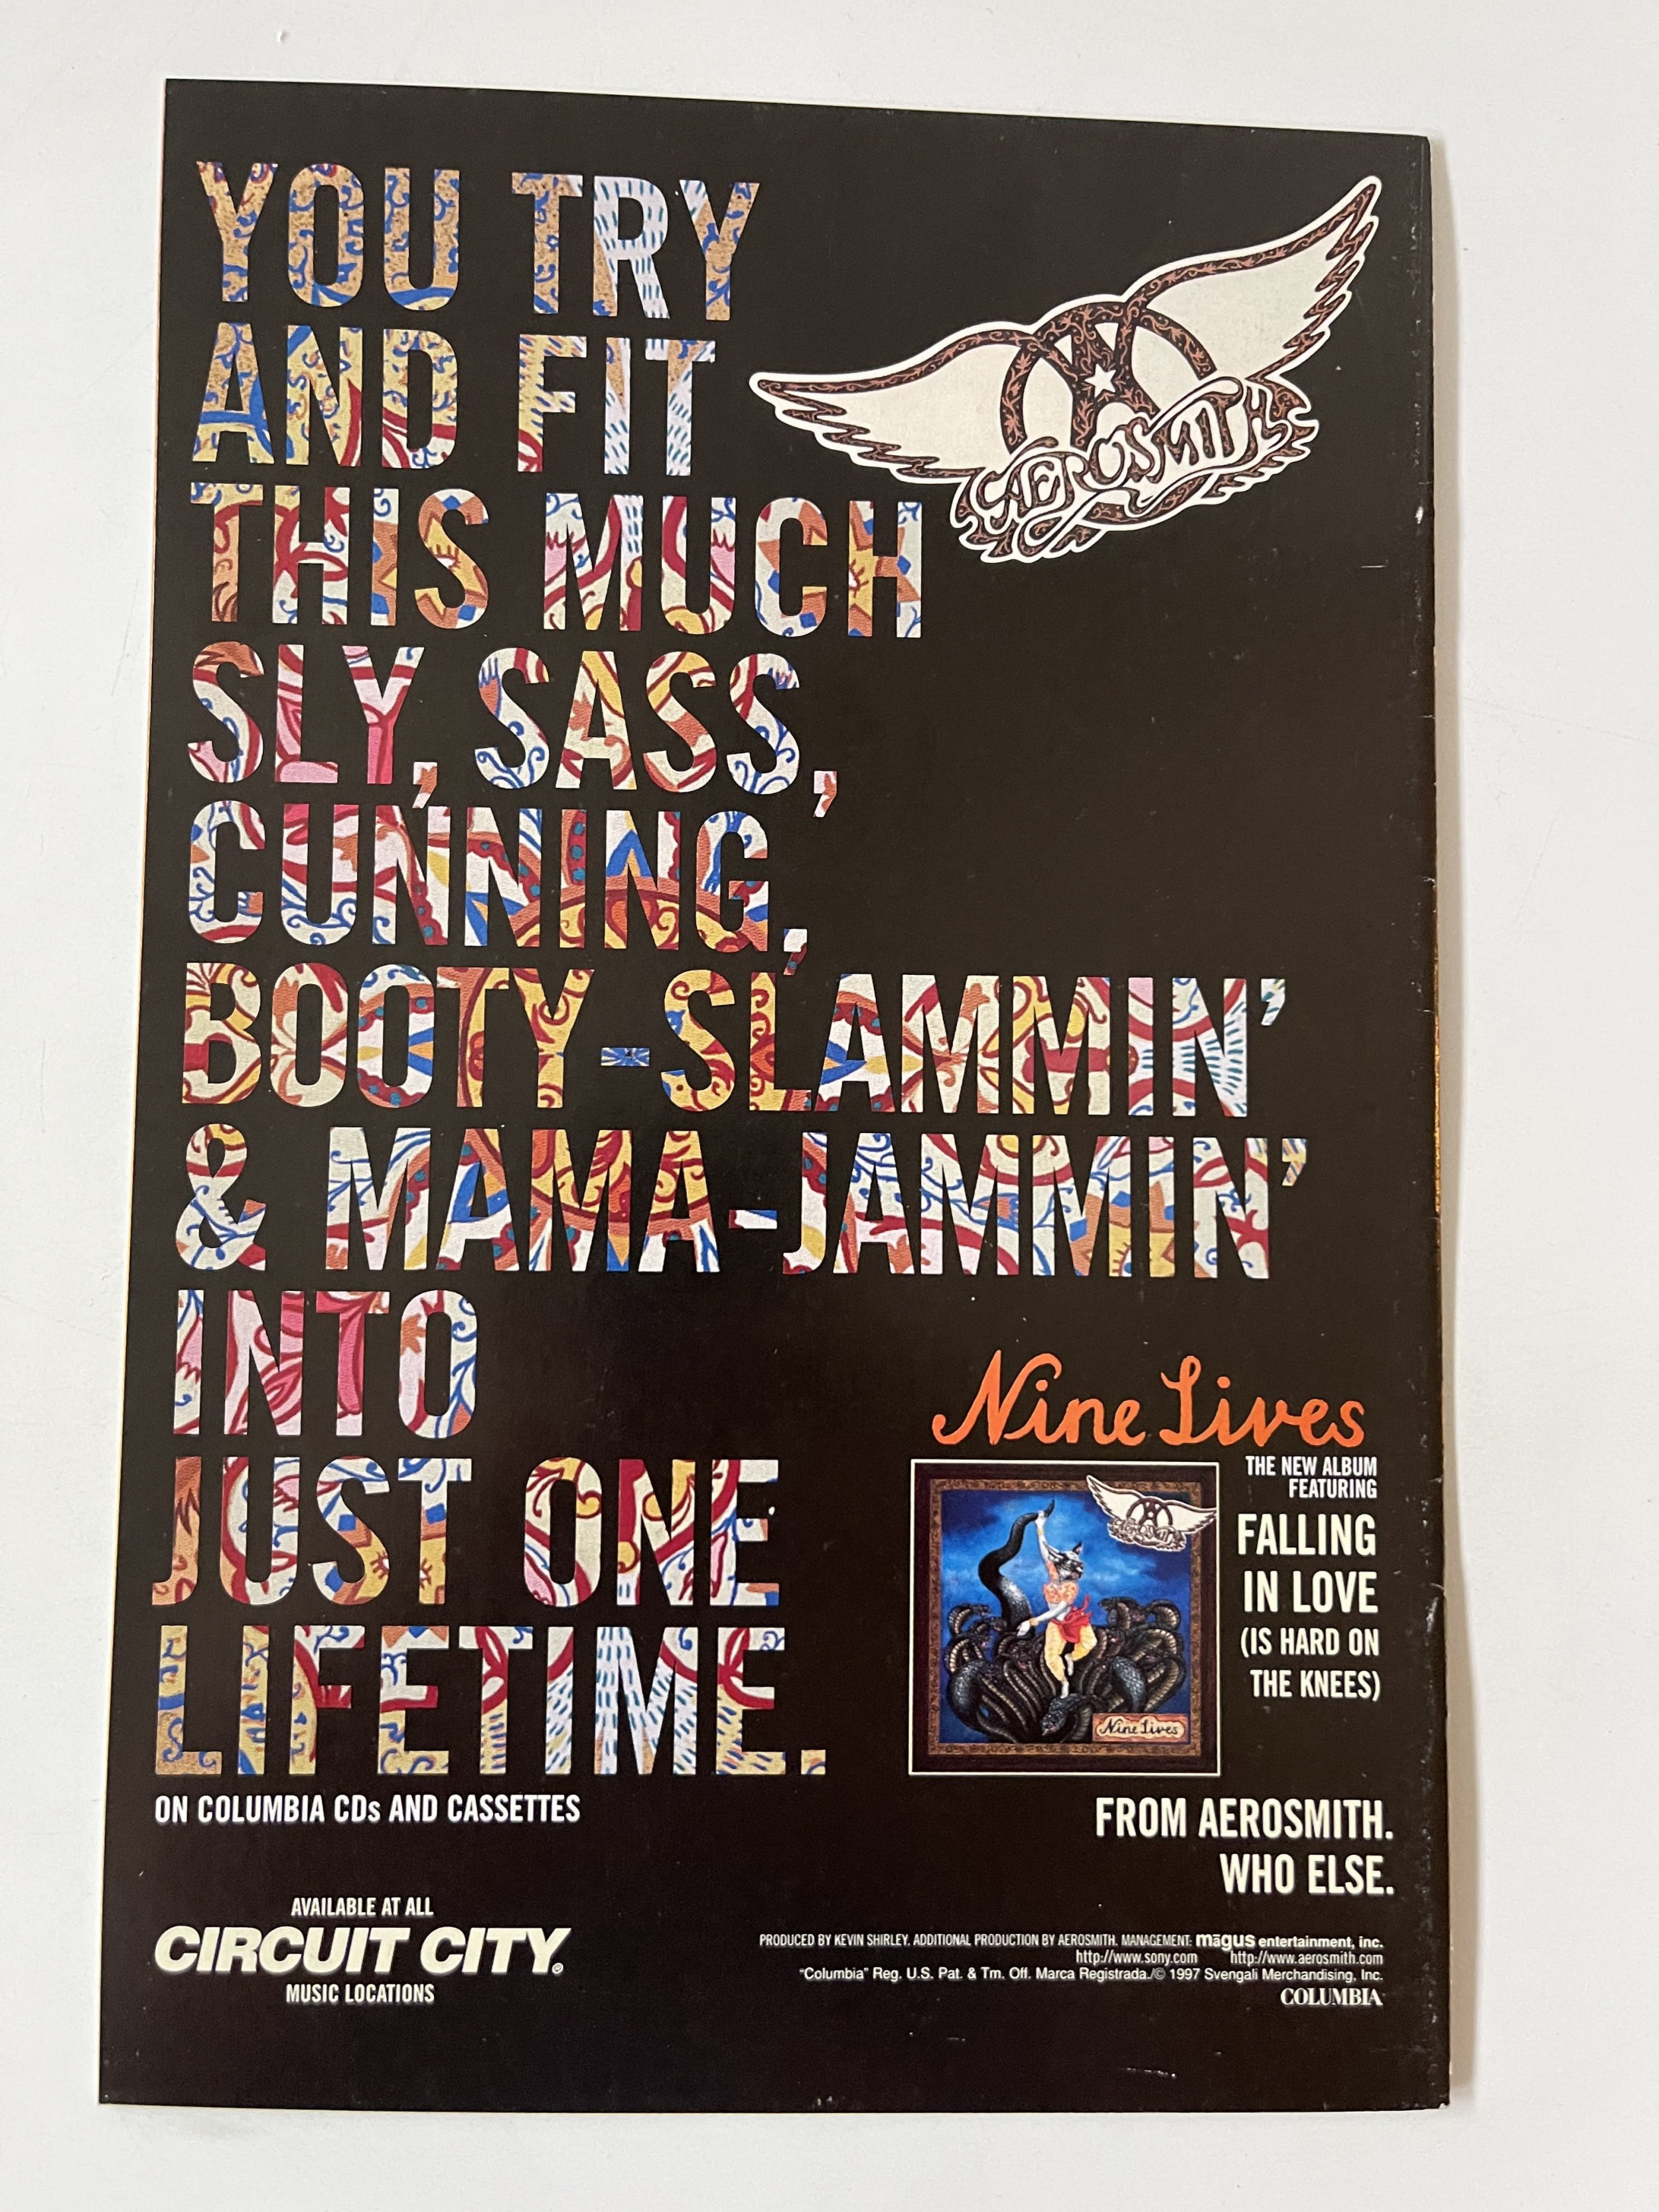 YOU TRY
AND FIT
THIS MUCH
SLY, SASS,
CUNNING,
BOOTY-SLAMMIN'
& MAMA-JAMMIN'
INTO
JUST ONE
LIFETIME.
AEROSMITH
Nine Lives
THE NEW ALBUM
FEATURING
FALLING
IN LOVE
(IS HARD ON
THE KNEES)
AEROSMITH
Nine Lives
ON COLUMBIA CDs AND CASSETTES
FROM AEROSMITH.
WHO ELSE.
AVAILABLE AT ALL
CIRCUIT CITY®
MUSIC LOCATIONS
PRODUCED BY KEVIN SHIRLEY. ADDITIONAL PRODUCTION BY AEROSMITH. MANAGEMENT: māgus entertainment, inc.
http://www.sony.com http://www.aerosmith.com
"Columbia" Reg. U.S. Pat. & Tm. Off. Marca Registrada./© 1997 Svengali Merchandising, Inc.
COLUMBIA